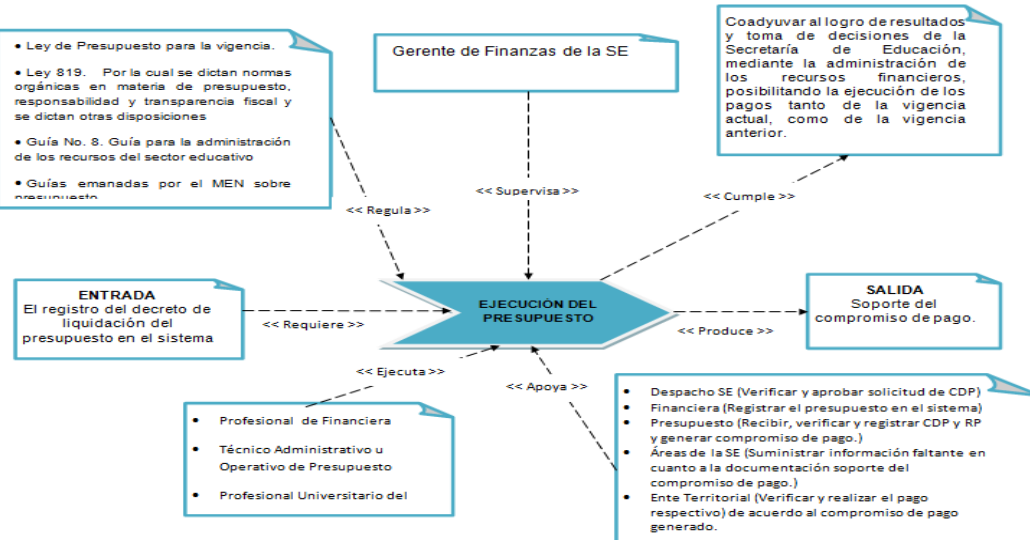 • Ley de Presupuesto para la vigencia.
• Ley 819. Por la cual se dictan normas
orgánicas en materia de presupuesto,
responsabilidad y transparencia fiscal y
se dictan otras disposiciones
• Guía No. 8. Guía para la administración
de los recursos del sector educativo
• Guías emanadas por el MEN sobre
presupuesto
Gerente de Finanzas de la SE
Coadyuvar al logro de resultados
y toma de decisiones de la
Secretaría de Educación,
mediante la administración de
los recursos financieros,
posibilitando la ejecución de los
pagos tanto de la vigencia
actual, como de la vigencia
anterior.
<< Regula >>
<< Supervisa >>
<< Cumple >>
ENTRADA
El registro del decreto de
liquidación del
presupuesto en el sistema
<< Requiere >>
EJECUCIÓN DEL
PRESUPUESTO
<< Produce >>
SALIDA
Soporte del
compromiso de pago.
<< Ejecuta >>
<< Apoya >>
• Profesional de Financiera
• Técnico Administrativo u
Operativo de Presupuesto
• Profesional Universitario del
• Despacho SE (Verificar y aprobar solicitud de CDP)
• Financiera (Registrar el presupuesto en el sistema)
• Presupuesto (Recibir, verificar y registrar CDP y RP
y generar compromiso de pago.)
• Áreas de la SE (Suministrar información faltante en
cuanto a la documentación soporte del
compromiso de pago.)
• Ente Territorial (Verificar y realizar el pago
respectivo) de acuerdo al compromiso de pago
generado.